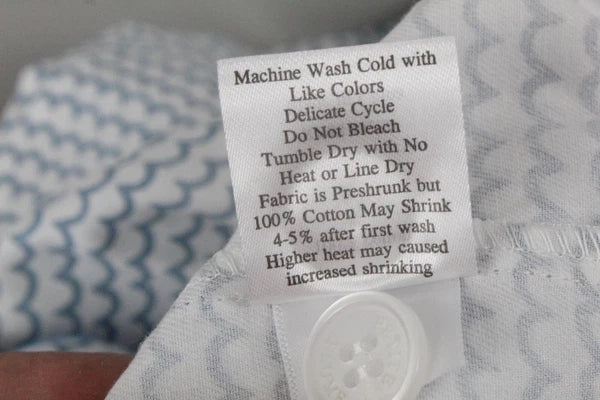 Machine Wash Cold with
Like Colors
Delicate Cycle
Do Not Bleach
Tumble Dry with No
Heat or Line Dry
Fabric is Preshrunk but
100% Cotton May Shrink
4-5% after first wash
Higher heat may caused
increased shrinking